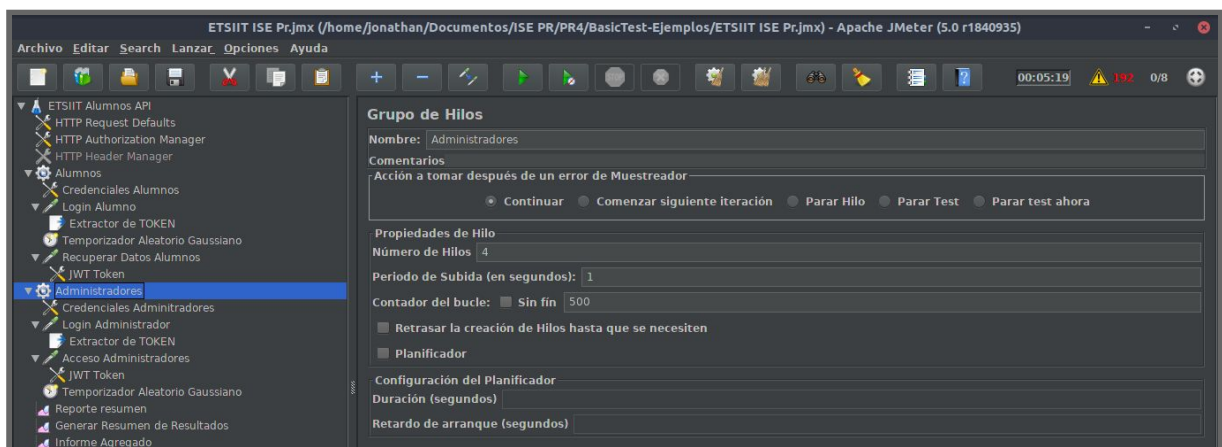 ETSIIT ISE Pr.jmx (/home/jonathan/Documentos/ISE PR/PR4/BasicTest-Ejemplos/ETSIIT ISE Pr.jmx) - Apache JMeter (5.0 r1840935)
Archivo Editar Search Lanzar Opciones Ayuda
00:05:19 192 0/8
ETSIIT Alumnos API
HTTP Request Defaults
HTTP Authorization Manager
HTTP Header Manager
Alumnos
Credenciales Alumnos
Login Alumno
Extractor de TOKEN
Temporizador Aleatorio Gaussiano
Recuperar Datos Alumnos
JWT Token
Administradores
Credenciales Adminitradores
Login Administrador
Extractor de TOKEN
Acceso Administradores
JWT Token
Temporizador Aleatorio Gaussiano
Reporte resumen
Generar Resumen de Resultados
Informe Agregado
Grupo de Hilos
Nombre: Administradores
Comentarios
Acción a tomar después de un error de Muestreador
Continuar Comenzar siguiente iteración Parar Hilo Parar Test Parar test ahora
Propiedades de Hilo
Número de Hilos 4
Periodo de Subida (en segundos): 1
Contador del bucle: Sin fín 500
Retrasar la creación de Hilos hasta que se necesiten
Planificador
Configuración del Planificador
Duración (segundos)
Retardo de arranque (segundos)